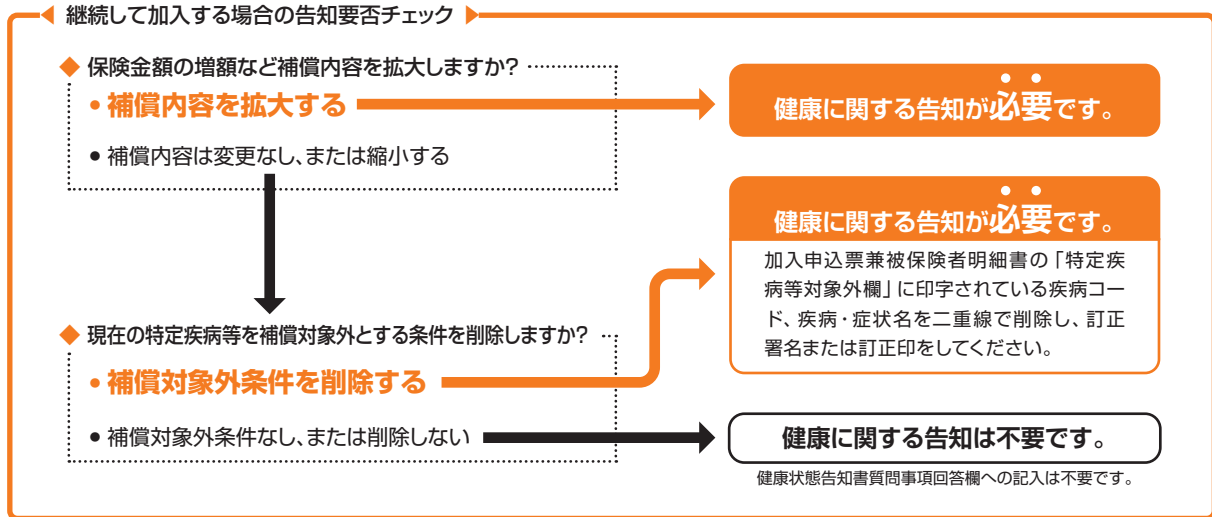 継続して加入する場合の告知要否チェック
◆ 保険金額の増額など補償内容を拡大しますか?
• 補償内容を拡大する
健康に関する告知が必要です。
• 補償内容は変更なし、または縮小する
健康に関する告知が必要です。
加入申込票兼被保険者明細書の「特定疾
病等対象外欄」に印字されている疾病コー
ド、疾病・症状名を二重線で削除し、訂正
署名または訂正印をしてください。
◆ 現在の特定疾病等を補償対象外とする条件を削除しますか?
• 補償対象外条件を削除する
• 補償対象外条件なし、または削除しない
健康に関する告知は不要です。
健康状態告知書質問事項回答欄への記入は不要です。